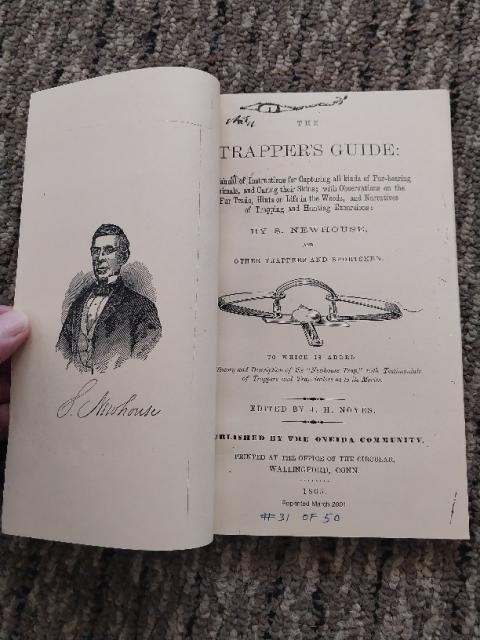 S. Newhouse
THE
TRAPPER'S GUIDE:
of Instructions for Capturing all kinds of Fur-bearing
and Curing their Skins; with Observations on the
Fur Trade, Hints on Life in the Woods, and Narratives
of Trapping and Hunting Excursions:
BY S. NEWHOUSE,
AND
OTHER TRAPPERS AND SPORTSMEN.
TO WHICH IS ADDED
History and Description of the "Newhouse Trap," with Testimonials
of Trappers and Trap-dealers as to its Merits.
EDITED BY J. H. NOYES.
PUBLISHED BY THE ONEIDA COMMUNITY.
PRINTED AT THE OFFICE OF THE CIRCULAR,
WALLINGFORD, CONN.
1865.
Reprinted March 2001
#31 OF 50